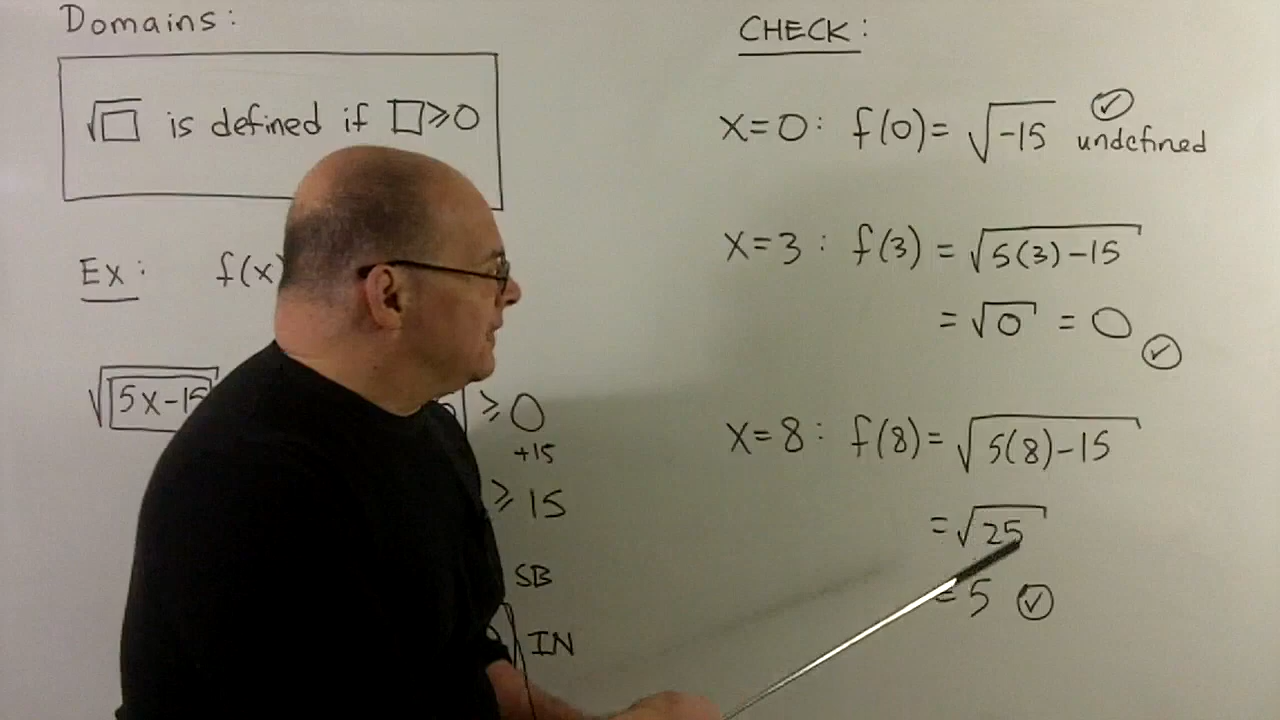 Domains:
√□ is defined if □≥0
Ex: f(x)
√5x-15
≥0
+15
≥15
SB
IN
CHECK:
x=0: f(0)= √-15 ✓
undefined
x=3: f(3) = √5(3)-15
= √0 = 0 ✓
x=8: f(8)= √5(8)-15
= √25
= 5 ✓